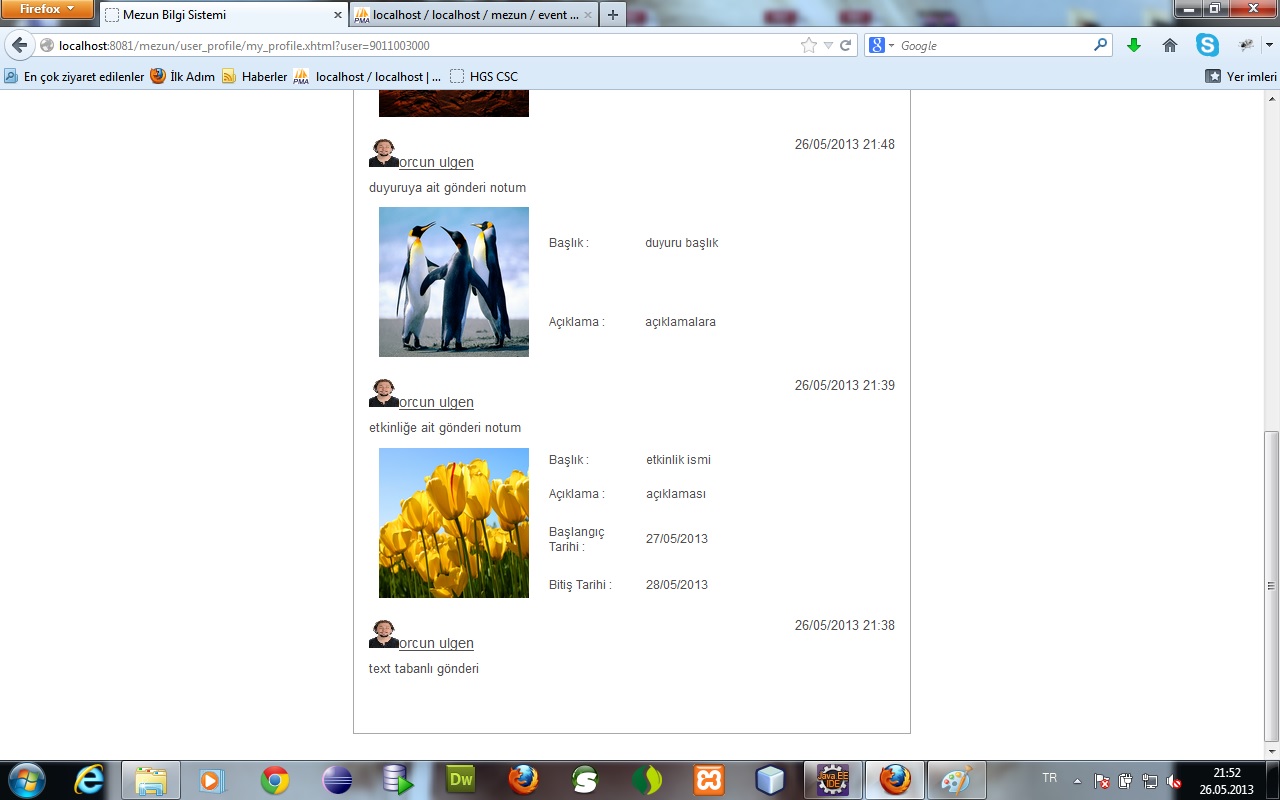 Firefox
Mezun Bilgi Sistemi
PMA
localhost / localhost / mezun / event ...
localhost:8081/mezun/user_profile/my_profile.xhtml?user=9011003000
Google
En çok ziyaret edilenler
İlk Adım
Haberler
PMA
localhost / localhost | ...
HGS CSC
Yer imleri
orcun ulgen
26/05/2013 21:48
duyuruya ait gönderi notum
Başlık :
duyuru başlık
Açıklama :
açıklamalara
orcun ulgen
26/05/2013 21:39
etkinliğe ait gönderi notum
Başlık :
etkinlik ismi
Açıklama :
açıklaması
Başlangıç
Tarihi :
27/05/2013
Bitiş Tarihi :
28/05/2013
orcun ulgen
26/05/2013 21:38
text tabanlı gönderi
Dw
Java EE
IDE
TR
21:52
26.05.2013